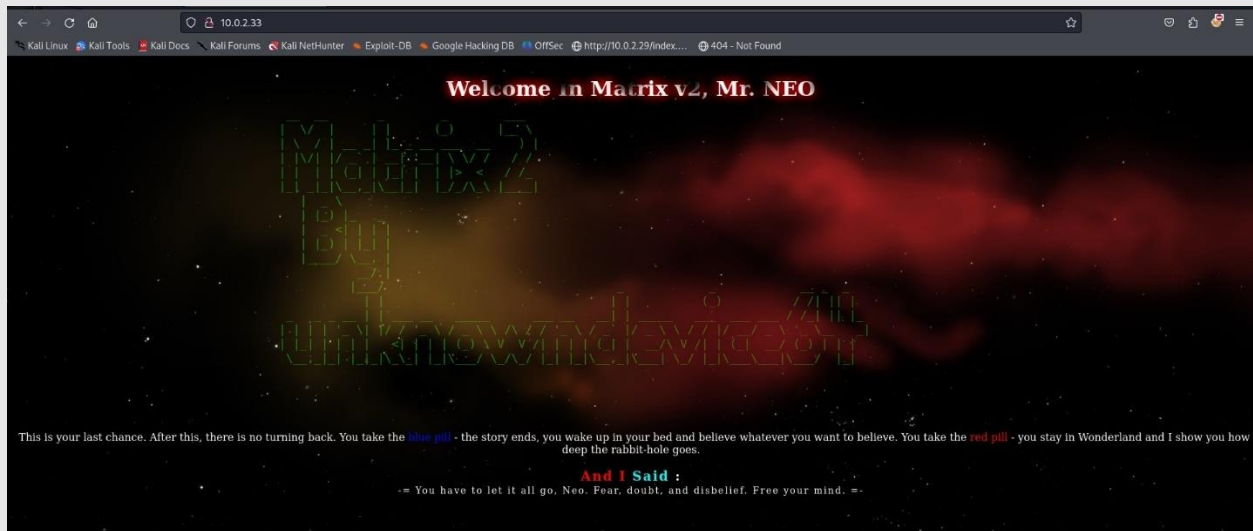 10.0.2.33
Kali Linux Kali Tools Kali Docs Kali Forums Kali NetHunter Exploit-DB Google Hacking DB OffSec http://10.0.2.29/index.... 404 - Not Found
Welcome in Matrix v2, Mr. NEO
Matrix 2
By
unknowndevice64
This is your last chance. After this, there is no turning back. You take the blue pill - the story ends, you wake up in your bed and believe whatever you want to believe. You take the red pill - you stay in Wonderland and I show you how
deep the rabbit-hole goes.
And I Said :
-= You have to let it all go, Neo. Fear, doubt, and disbelief. Free your mind. =-